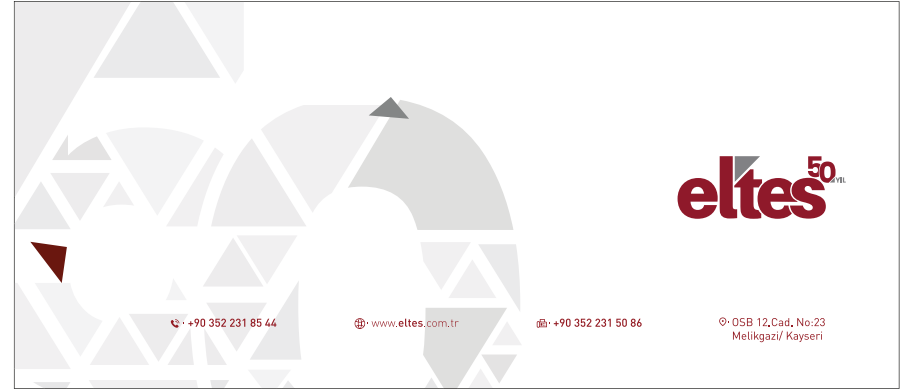 eltes 50. YIL
+90 352 231 85 44
www.eltes.com.tr
+90 352 231 50 86
OSB 12.Cad. No:23
Melikgazi/ Kayseri